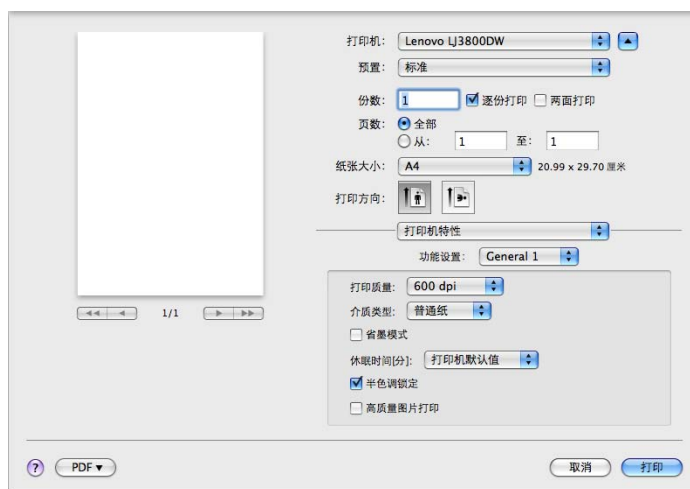 打印机: Lenovo LJ3800DW
预置: 标准
份数: 1 逐份打印 两面打印
页数: 全部
从: 1 至: 1
纸张大小: A4 20.99 x 29.70 厘米
打印方向:
打印机特性
功能设置: General 1
打印质量: 600 dpi
介质类型: 普通纸
省墨模式
休眠时间[分]: 打印机默认值
半色调锁定
高质量图片打印
1/1
? PDF▼ 取消 打印